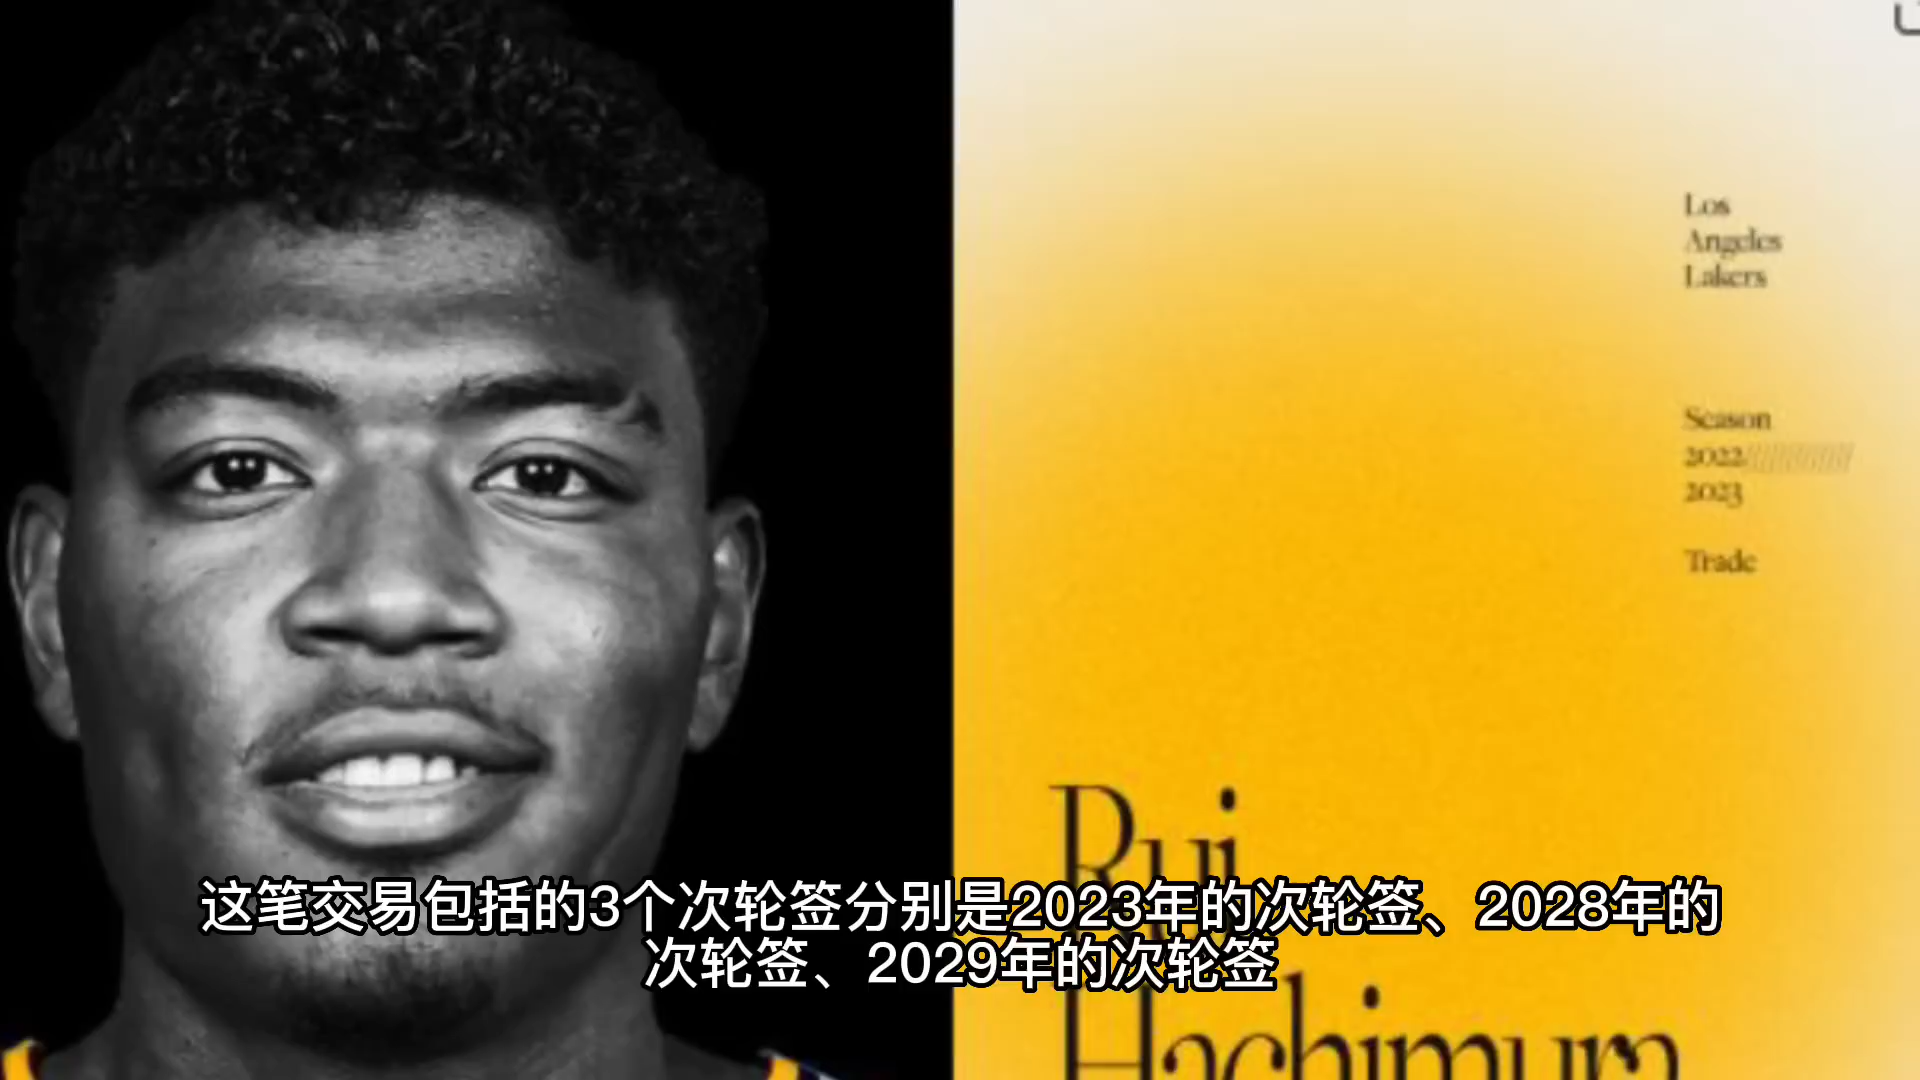 Los
Angeles
Lakers
Season
2022
2023
Trade
Rui
Hachimura
这笔交易包括的3个次轮签分别是2023年的次轮签、2028年的
次轮签、2029年的次轮签